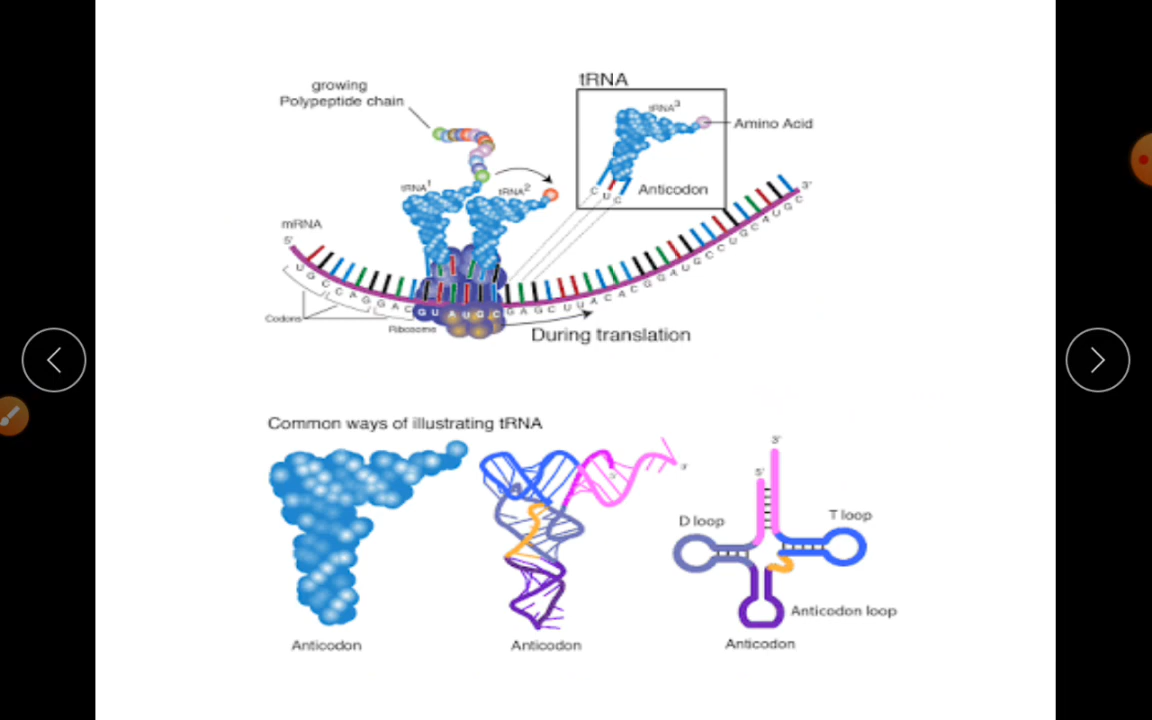 growing
Polypeptide chain
tRNA
tRNA3
Amino Acid
Anticodon
C U C
tRNA1
tRNA2
mRNA
5'
3'
U G C C A G G A C G U A U G C G A G C U U A C A C G G A U G C C U G C A U G C
Codons
Ribosome
During translation
Common ways of illustrating tRNA
3'
5'
3'
D loop
T loop
Anticodon loop
Anticodon
Anticodon
Anticodon